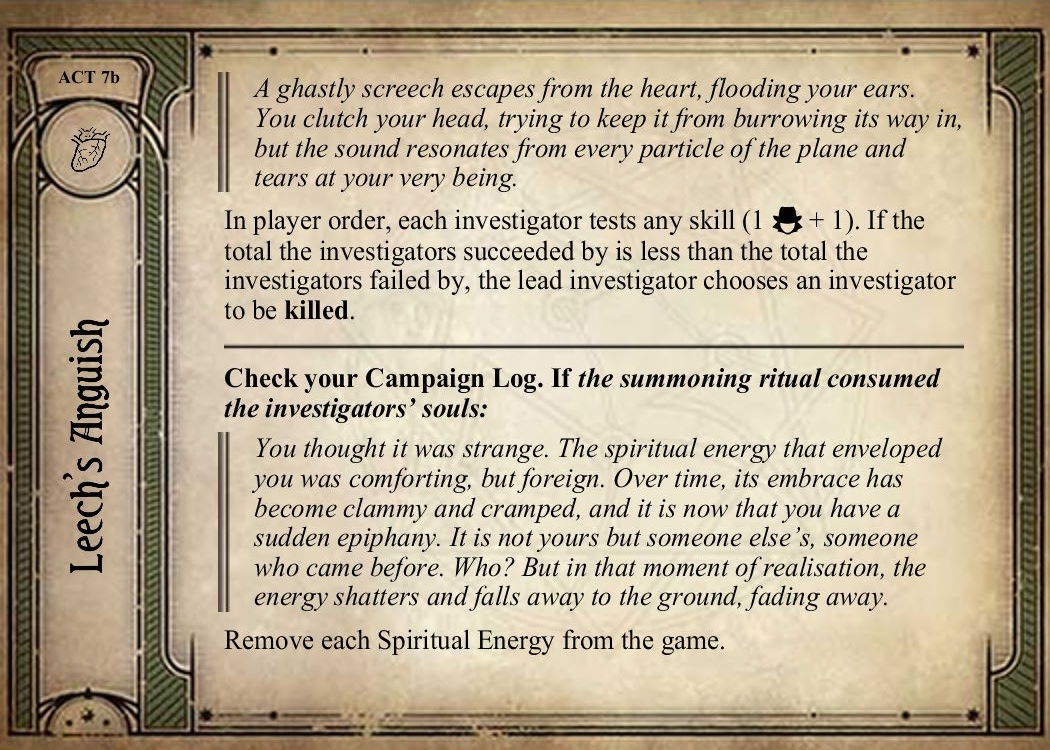 ACT 7b
Leech's Anguish
A ghastly screech escapes from the heart, flooding your ears.
You clutch your head, trying to keep it from burrowing its way in,
but the sound resonates from every particle of the plane and
tears at your very being.
In player order, each investigator tests any skill (1 + 1). If the
total the investigators succeeded by is less than the total the
investigators failed by, the lead investigator chooses an investigator
to be killed.
Check your Campaign Log. If the summoning ritual consumed
the investigators' souls:
You thought it was strange. The spiritual energy that enveloped
you was comforting, but foreign. Over time, its embrace has
become clammy and cramped, and it is now that you have a
sudden epiphany. It is not yours but someone else's, someone
who came before. Who? But in that moment of realisation, the
energy shatters and falls away to the ground, fading away.
Remove each Spiritual Energy from the game.